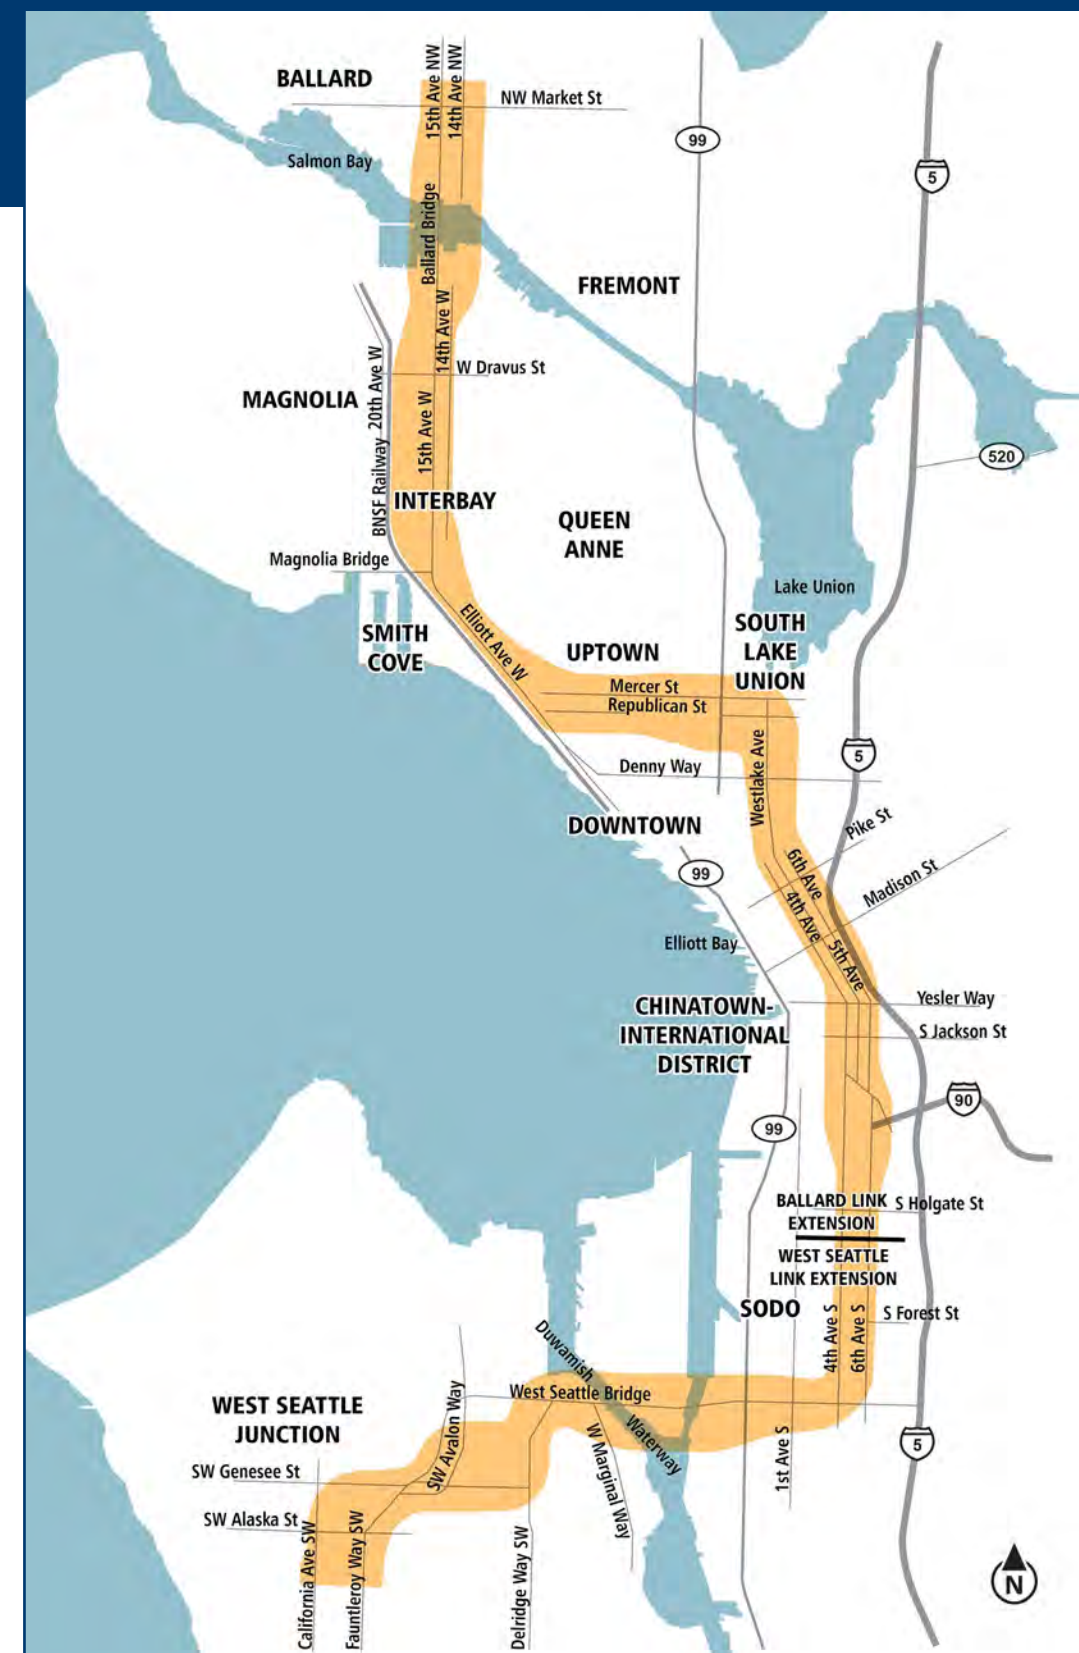 BALLARD
15th Ave NW
14th Ave NW
NW Market St
99
5
Salmon Bay
Ballard Bridge
FREMONT
14th Ave W
W Dravus St
MAGNOLIA
20th Ave W
BNSF Railway
15th Ave W
520
INTERBAY
QUEEN
ANNE
Magnolia Bridge
Lake Union
SMITH
COVE
Elliott Ave W
UPTOWN
SOUTH
LAKE
UNION
Mercer St
Republican St
Westlake Ave
Denny Way
5
DOWNTOWN
Pike St
99
6th Ave
4th Ave
Madison St
5th Ave
Elliott Bay
CHINATOWN-
INTERNATIONAL
DISTRICT
Yesler Way
S Jackson St
90
99
BALLARD LINK
EXTENSION
S Holgate St
WEST SEATTLE
LINK EXTENSION
SODO
S Forest St
4th Ave S
6th Ave S
Duwamish
Waterway
West Seattle Bridge
WEST SEATTLE
JUNCTION
SW Avalon Way
W Marginal Way
1st Ave S
5
SW Genesee St
SW Alaska St
California Ave SW
Fauntleroy Way SW
Delridge Way SW
N